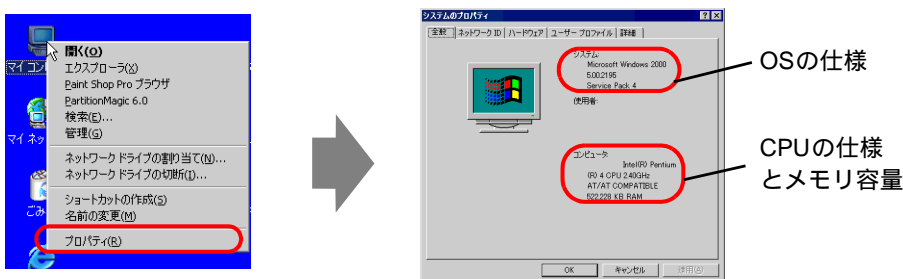 マイ コン
マイ ネッ
ごみ
開く(O)
エクスプローラ(X)
Paint Shop Pro ブラウザ
PartitionMagic 6.0
検索(E)...
管理(G)
ネットワーク ドライブの割り当て(N)...
ネットワーク ドライブの切断(I)...
ショートカットの作成(S)
名前の変更(M)
プロパティ(R)
システムのプロパティ
全般 ネットワーク ID ハードウェア ユーザー プロファイル 詳細
システム:
Microsoft Windows 2000
5.00.2195
Service Pack 4
使用者:
コンピュータ:
Intel(R) Pentium
(R) 4 CPU 2.40GHz
AT/AT COMPATIBLE
522,228 KB RAM
OK キャンセル 適用(A)
OSの仕様
CPUの仕様
とメモリ容量